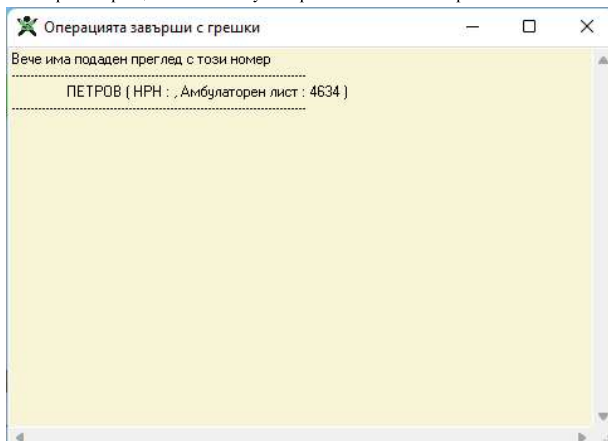 Операцията завърши с грешки
Вече има подаден преглед с този номер
------------------------------------------------------------
ПЕТРОВ ( НРН : , Амбулаторен лист : 4634 )
------------------------------------------------------------